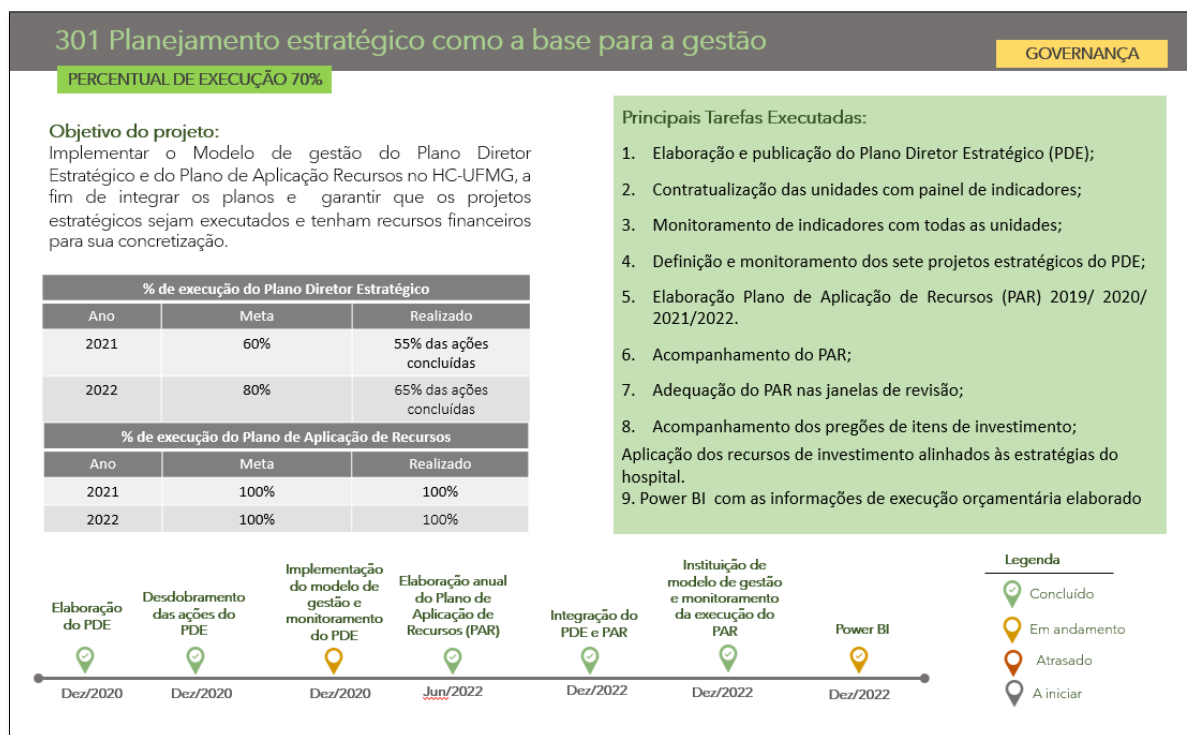 301 Planejamento estratégico como a base para a gestão
GOVERNANÇA
PERCENTUAL DE EXECUÇÃO 70%
Objetivo do projeto:
Implementar o Modelo de gestão do Plano Diretor
Estratégico e do Plano de Aplicação Recursos no HC-UFMG, a
fim de integrar os planos e garantir que os projetos
estratégicos sejam executados e tenham recursos financeiros
para sua concretização.
% de execução do Plano Diretor Estratégico
Ano Meta Realizado
2021 60% 55% das ações
concluídas
2022 80% 65% das ações
concluídas
% de execução do Plano de Aplicação de Recursos
Ano Meta Realizado
2021 100% 100%
2022 100% 100%
Principais Tarefas Executadas:
1. Elaboração e publicação do Plano Diretor Estratégico (PDE);
2. Contratualização das unidades com painel de indicadores;
3. Monitoramento de indicadores com todas as unidades;
4. Definição e monitoramento dos sete projetos estratégicos do PDE;
5. Elaboração Plano de Aplicação de Recursos (PAR) 2019/ 2020/
2021/2022.
6. Acompanhamento do PAR;
7. Adequação do PAR nas janelas de revisão;
8. Acompanhamento dos pregões de itens de investimento;
Aplicação dos recursos de investimento alinhados às estratégias do
hospital.
9. Power BI com as informações de execução orçamentária elaborado
Elaboração
do PDE
Dez/2020
Desdobramento
das ações do
PDE
Dez/2020
Implementação
do modelo de
gestão e
monitoramento
do PDE
Dez/2020
Elaboração anual
do Plano de
Aplicação de
Recursos (PAR)
Jun/2022
Integração do
PDE e PAR
Dez/2022
Instituição de
modelo de gestão
e monitoramento
da execução do
PAR
Dez/2022
Power BI
Dez/2022
Legenda
Concluído
Em andamento
Atrasado
A iniciar